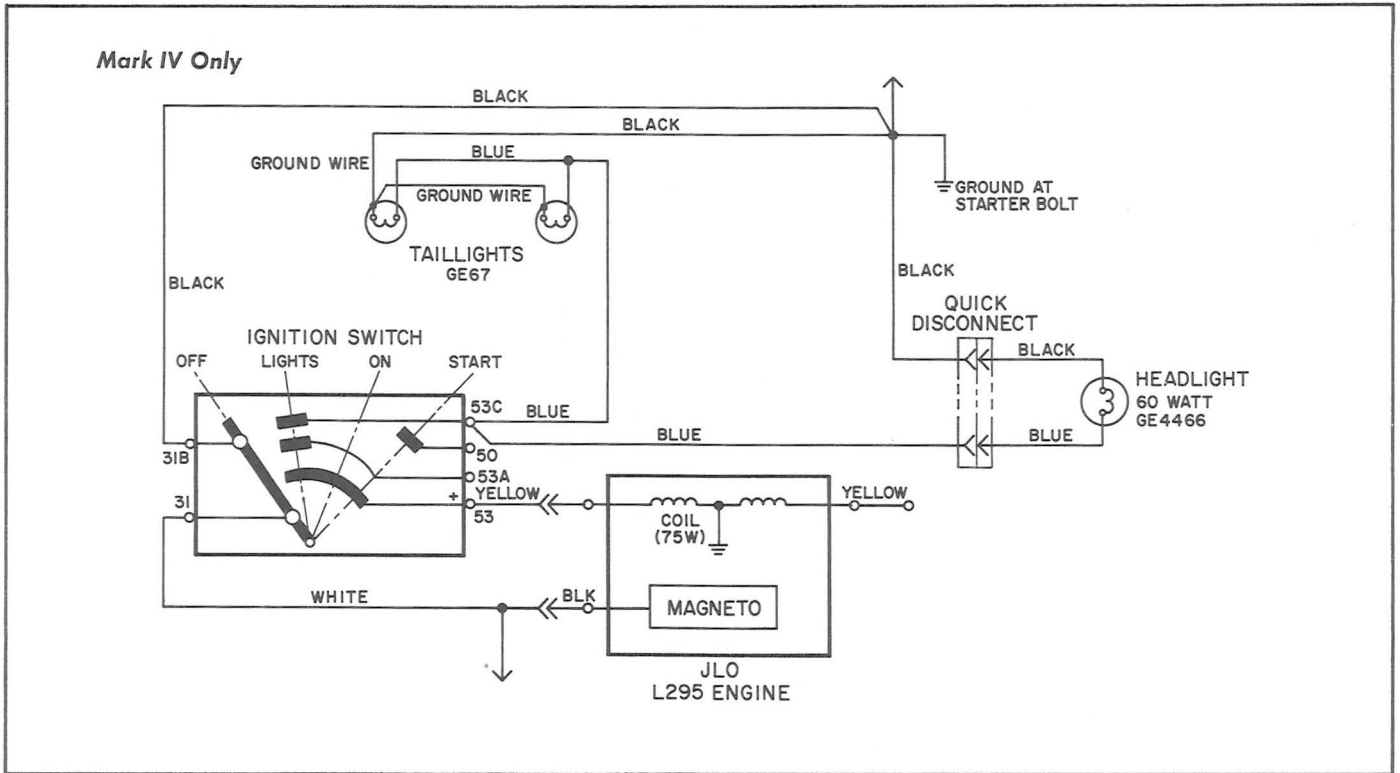 Mark IV Only
BLACK
BLACK
BLUE
GROUND WIRE
GROUND WIRE
GROUND AT
STARTER BOLT
TAILLIGHTS
GE67
BLACK
BLACK
QUICK
DISCONNECT
IGNITION SWITCH
OFF
LIGHTS
ON
START
BLACK
HEADLIGHT
60 WATT
GE4466
53C
BLUE
BLUE
BLUE
31B
50
53A
31
+
YELLOW
53
YELLOW
COIL
(75W)
WHITE
BLK
MAGNETO
JLO
L295 ENGINE